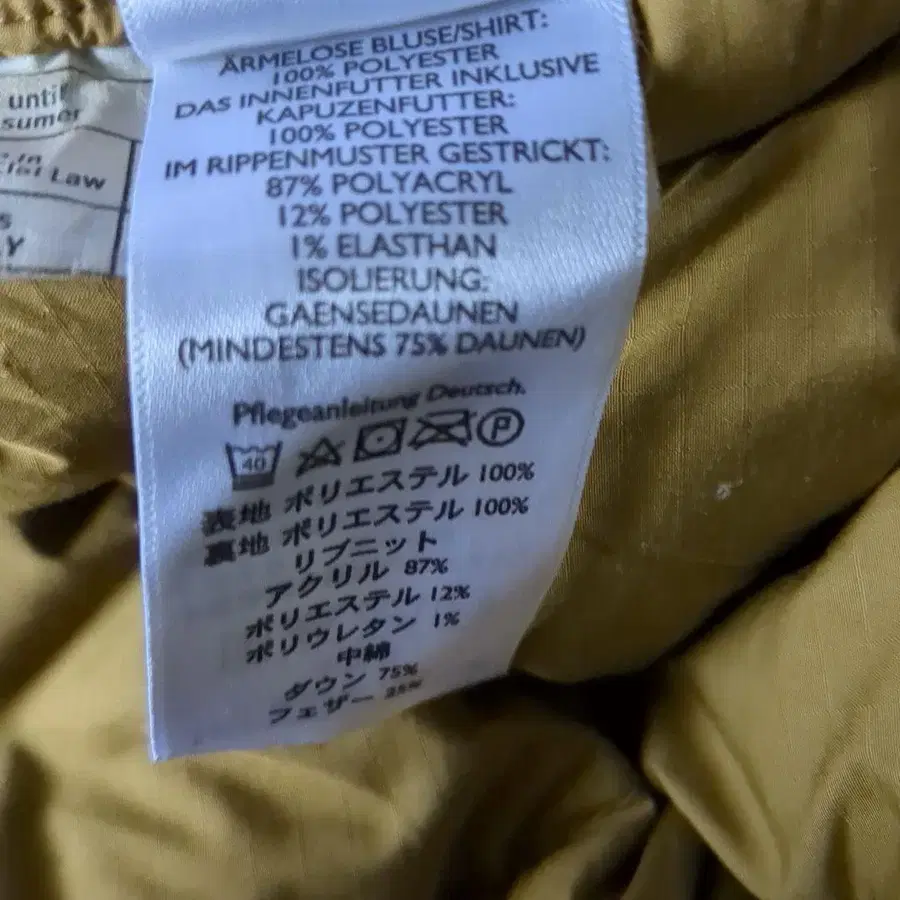 until
sumer
Law
ÄRMELOSE BLUSE/SHIRT:
100% POLYESTER
DAS INNENFUTTER INKLUSIVE
KAPUZENFUTTER:
100% POLYESTER
IM RIPPENMUSTER GESTRICKT:
87% POLYACRYL
12% POLYESTER
1% ELASTHAN
ISOLIERUNG:
GAENSEDAUNEN
(MINDESTENS 75% DAUNEN)
Pflegeanleitung Deutsch.
40 P
表地 ポリエステル 100%
裏地 ポリエステル 100%
リブニット
アクリル 87%
ポリエステル 12%
ポリウレタン 1%
中綿
ダウン 75%
フェザー 25%